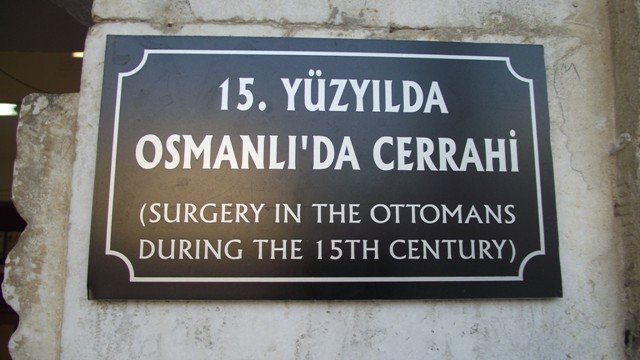 15. YÜZYILDA
OSMANLI'DA CERRAHİ
(SURGERY IN THE OTTOMANS
DURING THE 15TH CENTURY)